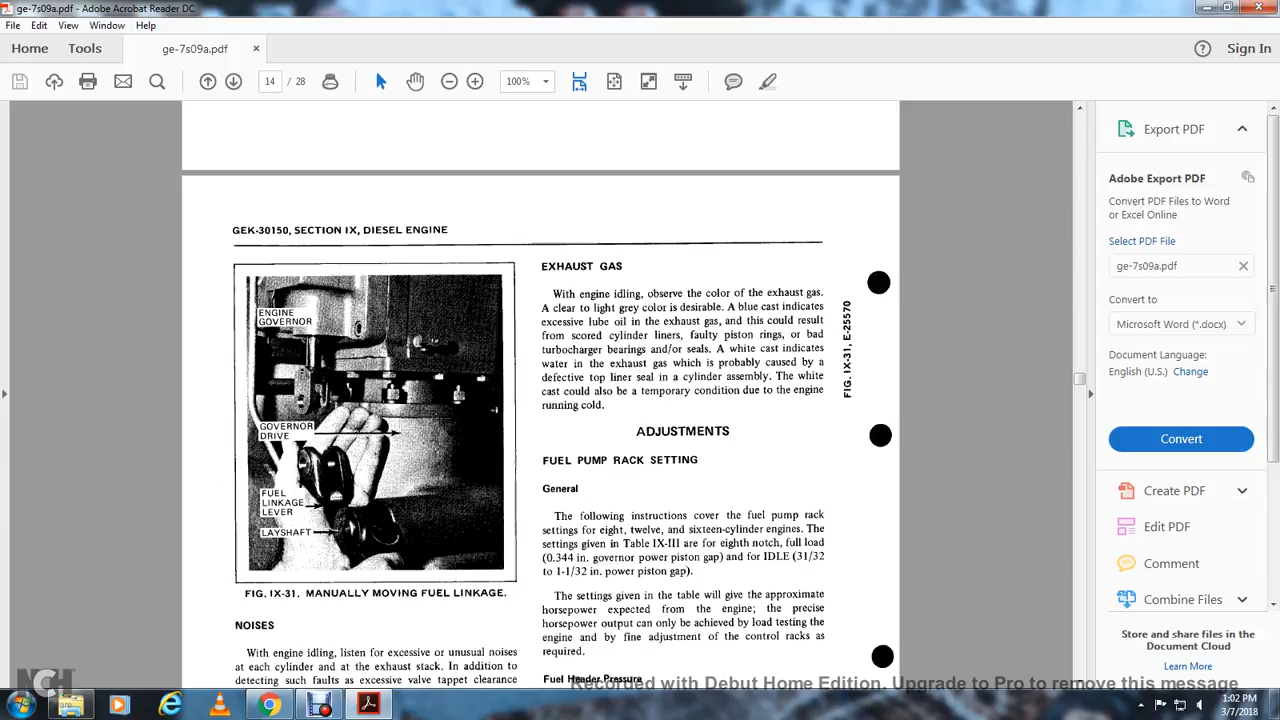 ge-7s09a.pdf - Adobe Acrobat Reader DC
File Edit View Window Help
Home Tools ge-7s09a.pdf × ? Sign In
14 / 28 100%
GEK-30150, SECTION IX, DIESEL ENGINE
ENGINE
GOVERNOR
GOVERNOR
DRIVE
FUEL
LINKAGE
LEVER
LAYSHAFT
FIG. IX-31. MANUALLY MOVING FUEL LINKAGE.
NOISES
With engine idling, listen for excessive or unusual noises
at each cylinder and at the exhaust stack. In addition to
detecting such faults as excessive valve tappet clearance
EXHAUST GAS
With engine idling, observe the color of the exhaust gas.
A clear to light grey color is desirable. A blue cast indicates
excessive lube oil in the exhaust gas, and this could result
from scored cylinder liners, faulty piston rings, or bad
turbocharger bearings and/or seals. A white cast indicates
water in the exhaust gas which is probably caused by a
defective top liner seal in a cylinder assembly. The white
cast could also be a temporary condition due to the engine
running cold.
ADJUSTMENTS
FUEL PUMP RACK SETTING
General
The following instructions cover the fuel pump rack
settings for eight, twelve, and sixteen-cylinder engines. The
settings given in Table IX-III are for eighth notch, full load
(0.344 in. governor power piston gap) and for IDLE (31/32
to 1-1/32 in. power piston gap).
The settings given in the table will give the approximate
horsepower expected from the engine; the precise
horsepower output can only be achieved by load testing the
engine and by fine adjustment of the control racks as
required.
Fuel Header Pressure
FIG. IX-31, E-25570
Export PDF
Adobe Export PDF
Convert PDF Files to Word
or Excel Online
Select PDF File
ge-7s09a.pdf
Convert to
Microsoft Word (*.docx)
Document Language:
English (U.S.) Change
Convert
Create PDF
Edit PDF
Comment
Combine Files
Store and share files in the
Document Cloud
Learn More
NCH
Recorded with Debut Home Edition. Upgrade to Pro to remove this message
1:02 PM
3/7/2018